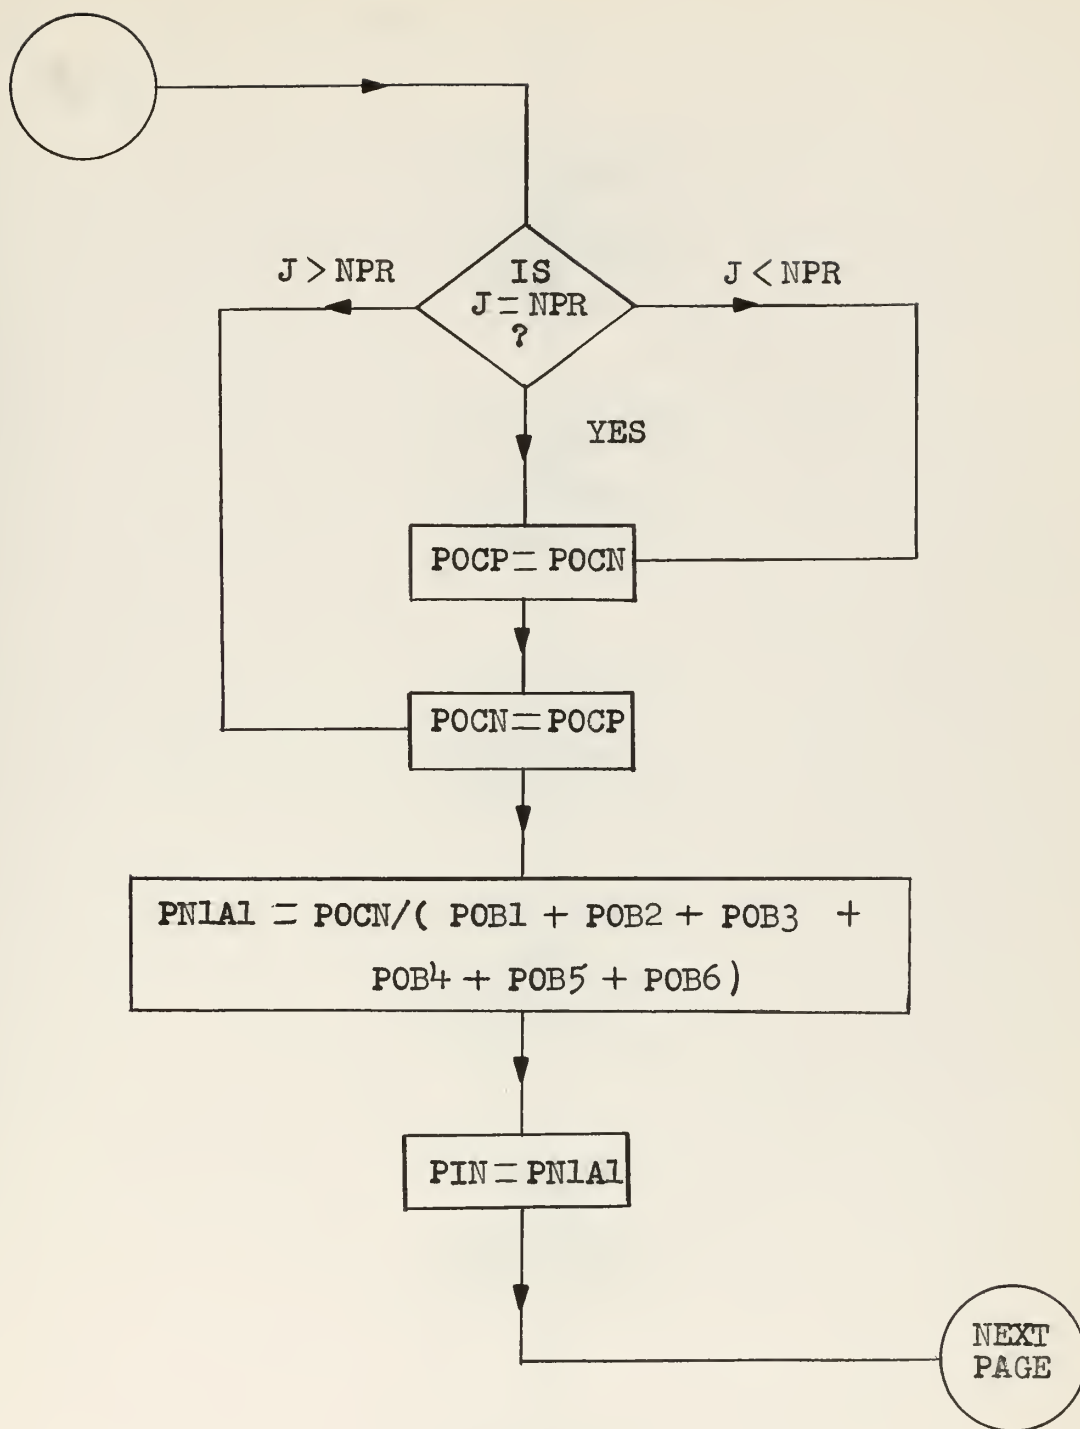 J > NPR
IS
J = NPR
?
J < NPR
YES
POCP = POCN
POCN = POCP
PN1A1 = POCN/( POB1 + POB2 + POB3 +
POB4 + POB5 + POB6 )
PIN = PN1A1
NEXT
PAGE